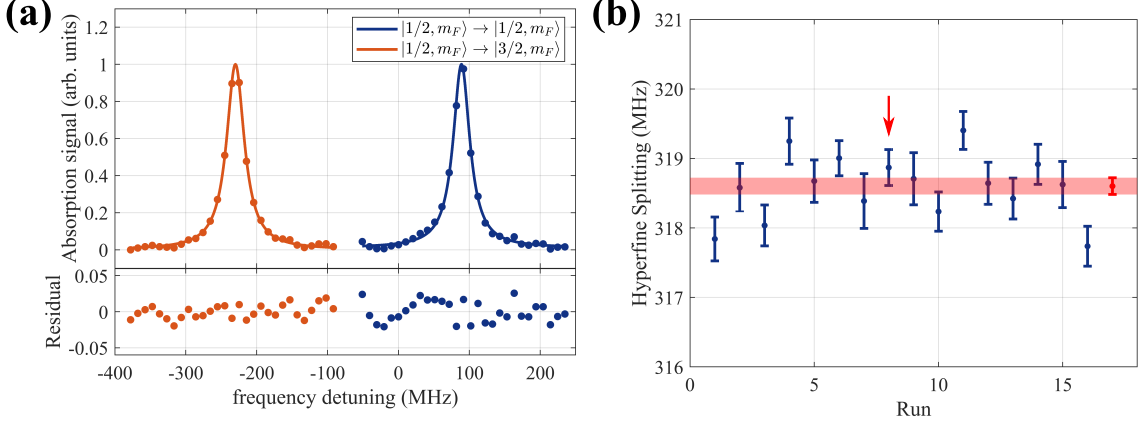 (a)
1.2
1
0.8
0.6
0.4
0.2
0
Absorption signal (arb. units)
|1/2, m_F⟩ → |1/2, m_F⟩
|1/2, m_F⟩ → |3/2, m_F⟩
0.05
0
-0.05
Residual
-400 -300 -200 -100 0 100 200
frequency detuning (MHz)
(b)
321
320
319
318
317
316
Hyperfine Splitting (MHz)
0 5 10 15
Run